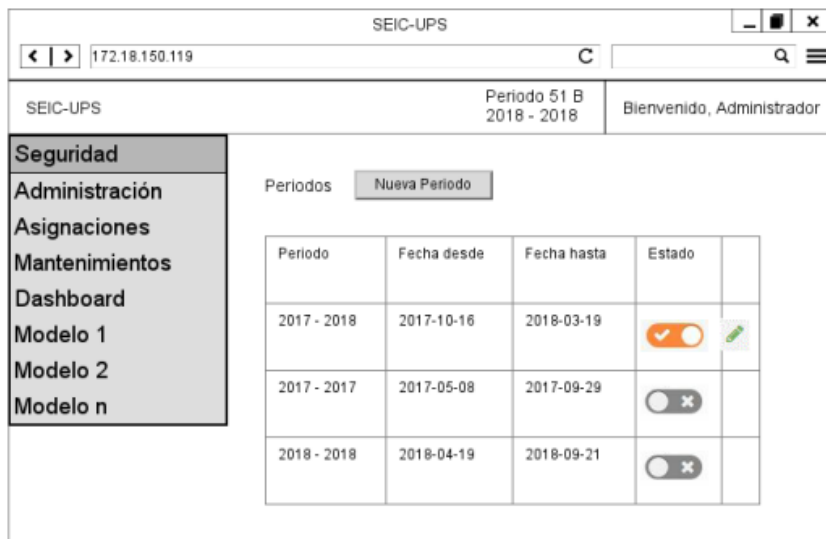 SEIC-UPS
172.18.150.119
SEIC-UPS
Periodo 51 B
2018 - 2018
Bienvenido, Administrador
Seguridad
Administración
Asignaciones
Mantenimientos
Dashboard
Modelo 1
Modelo 2
Modelo n
Periodos
Nueva Periodo
Periodo Fecha desde Fecha hasta Estado
2017 - 2018 2017-10-16 2018-03-19
2017 - 2017 2017-05-08 2017-09-29
2018 - 2018 2018-04-19 2018-09-21